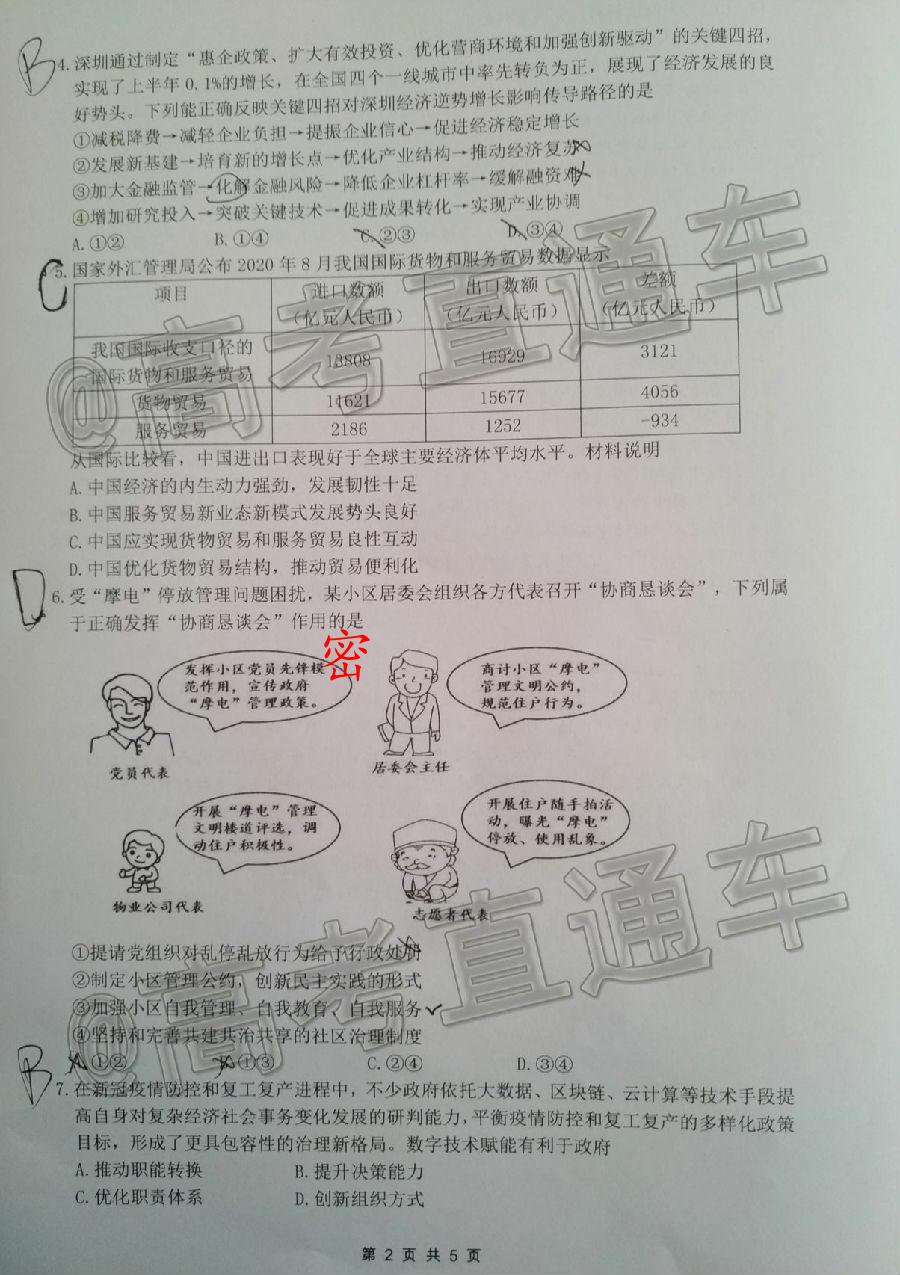 B
4. 深圳通过制定“惠企政策、扩大有效投资、优化营商环境和加强创新驱动”的关键四招，
实现了上半年 0.1%的增长，在全国四个一线城市中率先转负为正，展现了经济发展的良
好势头。下列能正确反映关键四招对深圳经济逆势增长影响传导路径的是
①减税降费→减轻企业负担→提振企业信心→促进经济稳定增长
②发展新基建→培育新的增长点→优化产业结构→推动经济复苏
③加大金融监管→化解金融风险→降低企业杠杆率→缓解融资难
④增加研究投入→突破关键技术→促进成果转化→实现产业协调
A. ①② B. ①④ C. ②③ D. ③④
C
5. 国家外汇管理局公布 2020 年 8 月我国国际货物和服务贸易数据显示
项目 进口数额（亿元人民币） 出口数额（亿元人民币） 差额（亿元人民币）
我国国际收支口径的国际货物和服务贸易 13808 16929 3121
货物贸易 11621 15677 4056
服务贸易 2186 1252 -934
从国际比较看，中国进出口表现好于全球主要经济体平均水平。材料说明
A. 中国经济的内生动力强劲，发展韧性十足
B. 中国服务贸易新业态新模式发展势头良好
C. 中国应实现货物贸易和服务贸易良性互动
D. 中国优化货物贸易结构，推动贸易便利化
D
6. 受“摩电”停放管理问题困扰，某小区居委会组织各方代表召开“协商恳谈会”，下列属
于正确发挥“协商恳谈会”作用的是
密
发挥小区党员先锋模
范作用，宣传政府
“摩电”管理政策。
党员代表
商讨小区“摩电”
管理文明公约，
规范住户行为。
居委会主任
开展“摩电”管理
文明楼道评选，调
动住户积极性。
物业公司代表
开展住户随手拍活
动，曝光“摩电”
停放、使用乱象。
志愿者代表
①提请党组织对乱停乱放行为给予行政处罚
②制定小区管理公约，创新民主实践的形式
③加强小区自我管理、自我教育、自我服务
④坚持和完善共建共治共享的社区治理制度
A. ①② B. ①③ C. ②④ D. ③④
B
7. 在新冠疫情防控和复工复产进程中，不少政府依托大数据、区块链、云计算等技术手段提
高自身对复杂经济社会事务变化发展的研判能力，平衡疫情防控和复工复产的多样化政策
目标，形成了更具包容性的治理新格局。数字技术赋能有利于政府
A. 推动职能转换 B. 提升决策能力
C. 优化职责体系 D. 创新组织方式
第 2 页 共 5 页
@高考直通车
@高考直通车